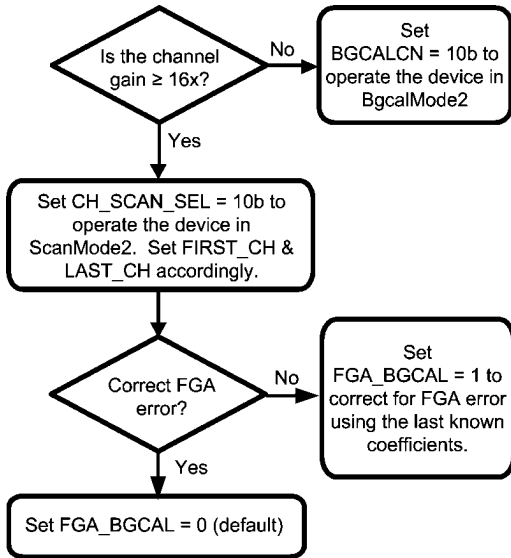 Is the channel
gain ≥ 16x?
No
Set
BGCALCN = 10b to
operate the device in
BgcalMode2
Yes
Set CH_SCAN_SEL = 10b to
operate the device in
ScanMode2. Set FIRST_CH &
LAST_CH accordingly.
Correct FGA
error?
No
Set
FGA_BGCAL = 1 to
correct for FGA error
using the last known
coefficients.
Yes
Set FGA_BGCAL = 0 (default)